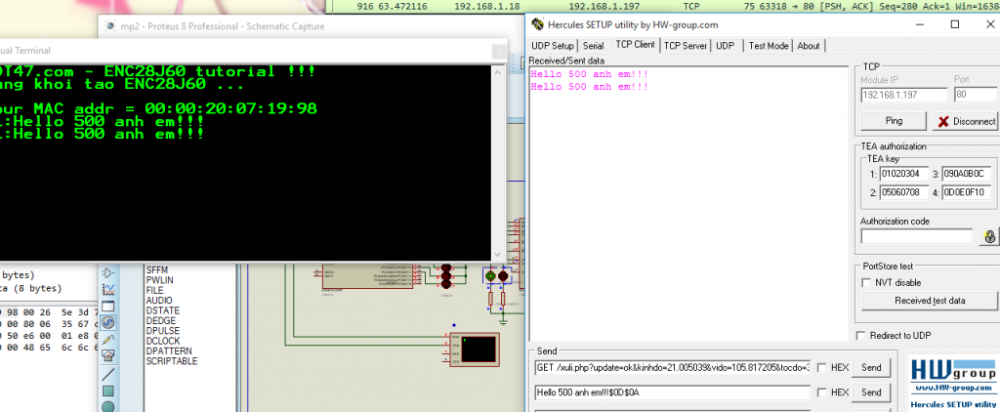 916 63.472116 192.168.1.18 192.168.1.197 TCP 75 63318 → 80 [PSH, ACK] Seq=280 Ack=1 Win=1638
mp2 - Proteus 8 Professional - Schematic Capture
ual Terminal
OT47.com - ENC28J60 tutorial !!!
ang khoi tao ENC28J60 ...
our MAC addr = 00:00:20:07:19:98
:Hello 500 anh em!!!
:Hello 500 anh em!!!
bytes)
ta (8 bytes)
98 00 26 5e 3d
00 00 80 06 35 67
50 e6 00 01 e8
00 00 48 65 6c 6c
SFFM
PWLIN
FILE
AUDIO
DSTATE
DEDGE
DPULSE
DCLOCK
DPATTERN
SCRIPTABLE
Hercules SETUP utility by HW-group.com
UDP Setup Serial TCP Client TCP Server UDP Test Mode About
Received/Sent data
Hello 500 anh em!!!
Hello 500 anh em!!!
TCP
Module IP Port
192.168.1.197 80
Ping Disconnect
TEA authorization
TEA key
1: 01020304 3: 090A0B0C
2: 05060708 4: 0D0E0F10
Authorization code
PortStore test
NVT disable
Received test data
Redirect to UDP
Send
GET /xuli.php?update=ok&kinhdo=21.005039&vido=105.817205&tocdo=3 HEX Send
Hello 500 anh em!!!$0D$0A HEX Send
HW group
www.HW-group.com
Hercules SETUP utility